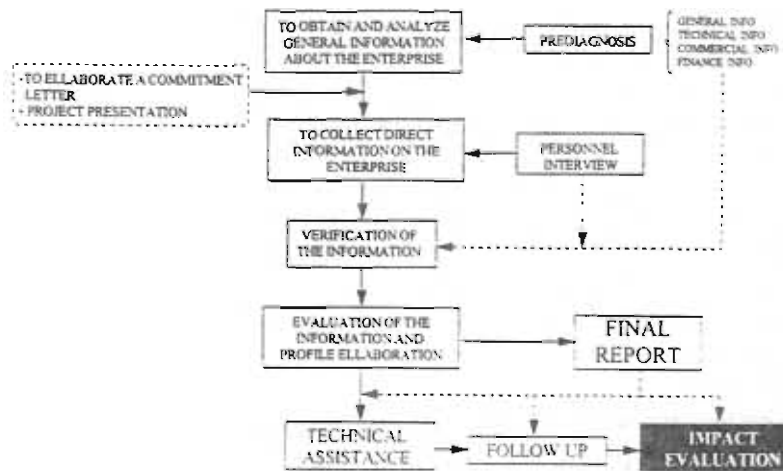 TO OBTAIN AND ANALYZE
GENERAL INFORMATION
ABOUT THE ENTERPRISE
PREDIAGNOSIS
GENERAL INFO
TECHNICAL INFO
COMMERCIAL INFO
FINANCE INFO
-TO ELLABORATE A COMMITMENT
LETTER
- PROJECT PRESENTATION
TO COLLECT DIRECT
INFORMATION ON THE
ENTERPRISE
PERSONNEL
INTERVIEW
VERIFICATION OF
THE INFORMATION
EVALUATION OF THE
INFORMATION AND
PROFILE ELLABORATION
FINAL
REPORT
TECHNICAL
ASSISTANCE
FOLLOW UP
IMPACT
EVALUATION